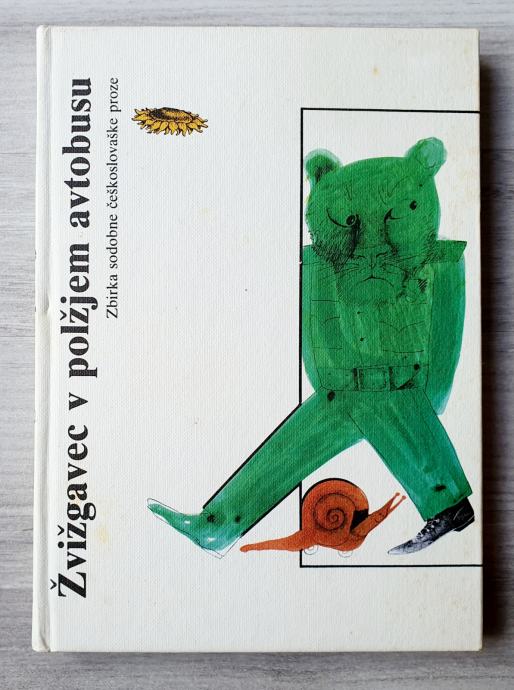 Žvižgavec v polžjem avtobusu
Zbirka sodobne češkoslovaške proze